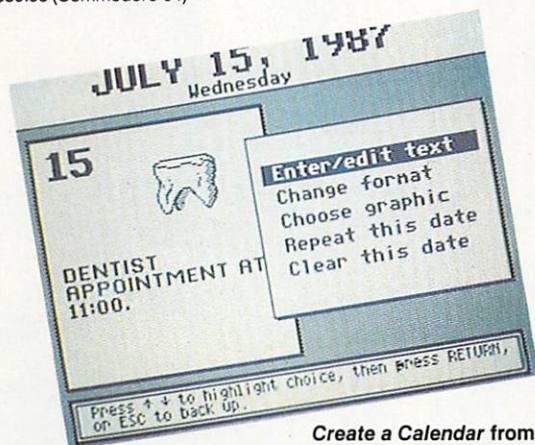 (Commodore 64)
JULY 15, 1987
Wednesday
15
DENTIST
APPOINTMENT AT
11:00.
Enter/edit text
Change format
Choose graphic
Repeat this date
Clear this date
Press ↑ ↓ to highlight choice, then press RETURN,
or ESC to back up.
Create a Calendar from